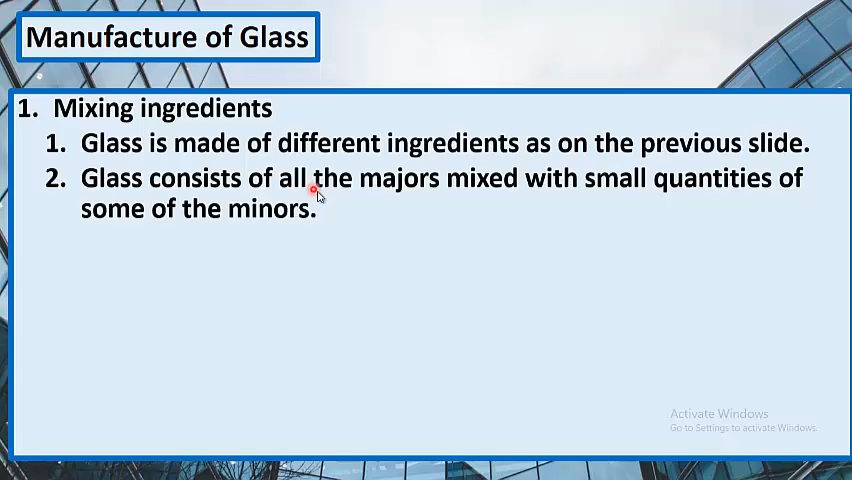 Manufacture of Glass
1. Mixing ingredients
1. Glass is made of different ingredients as on the previous slide.
2. Glass consists of all the majors mixed with small quantities of
some of the minors.
Activate Windows
Go to Settings to activate Windows.